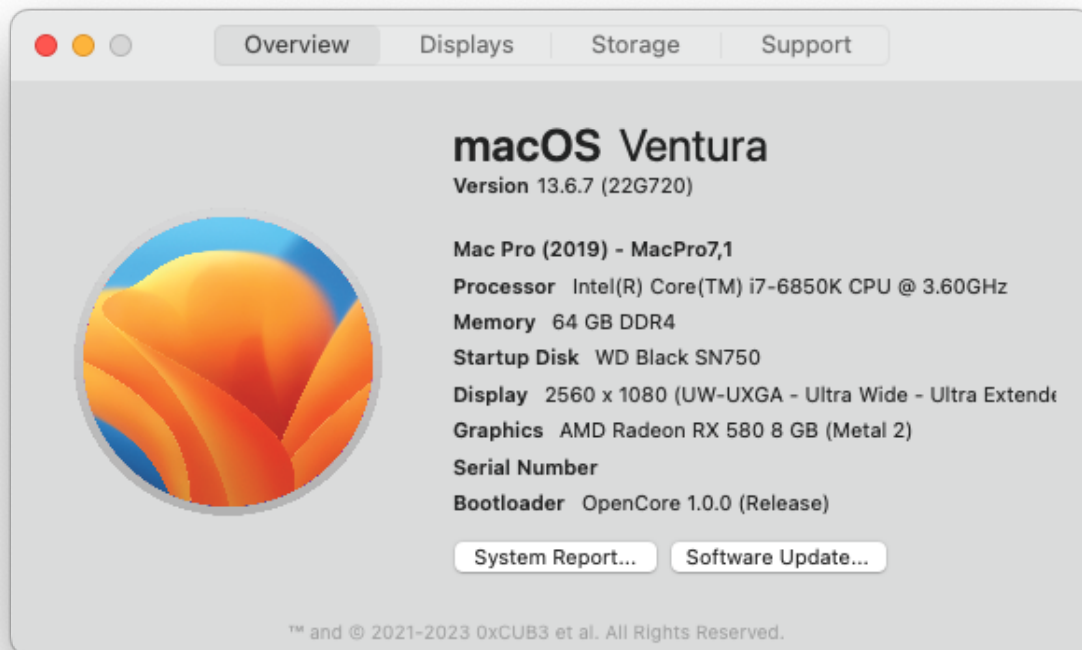 Overview Displays Storage Support
macOS Ventura
Version 13.6.7 (22G720)
Mac Pro (2019) - MacPro7,1
Processor Intel(R) Core(TM) i7-6850K CPU @ 3.60GHz
Memory 64 GB DDR4
Startup Disk WD Black SN750
Display 2560 x 1080 (UW-UXGA - Ultra Wide - Ultra Extende
Graphics AMD Radeon RX 580 8 GB (Metal 2)
Serial Number
Bootloader OpenCore 1.0.0 (Release)
System Report... Software Update...
™ and © 2021-2023 0xCUB3 et al. All Rights Reserved.